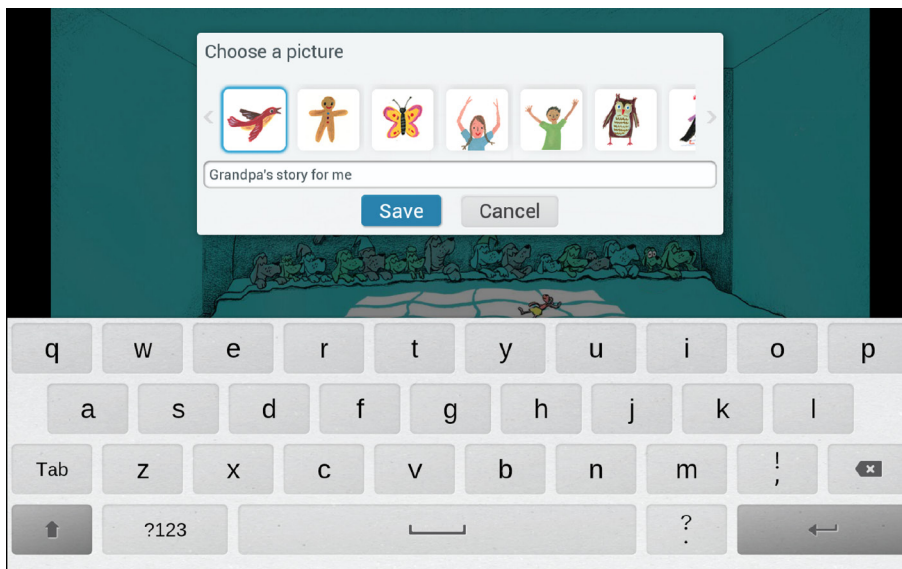 Choose a picture
Grandpa's story for me
Save Cancel
q w e r t y u i o p
a s d f g h j k l
Tab z x c v b n m ! ,
?123 ? .